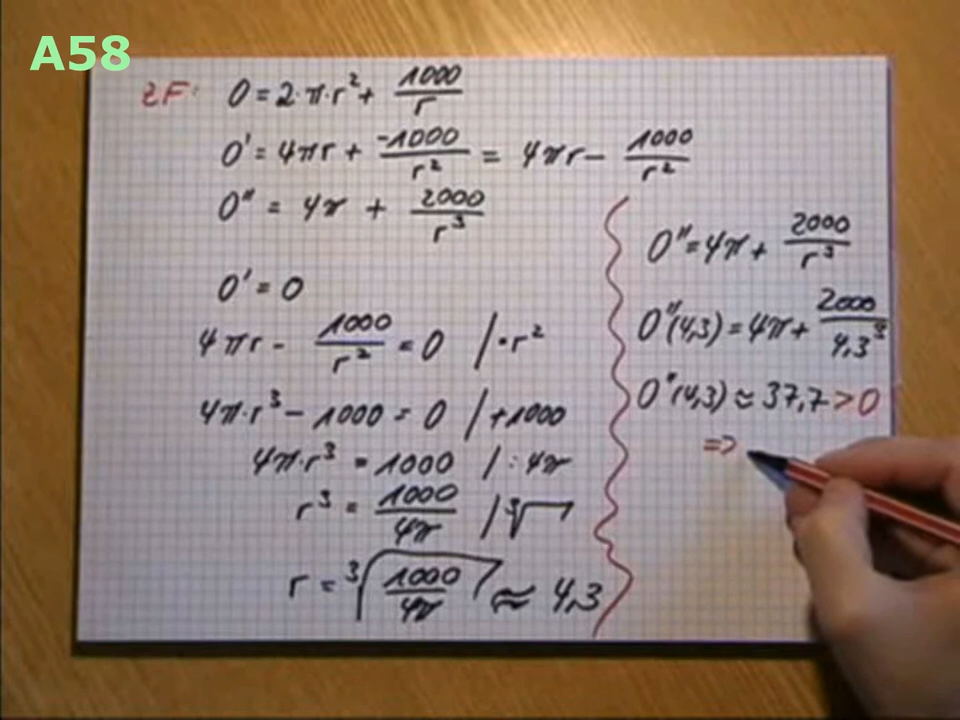 A58
ZF: O = 2·π·r² + 1000/r
O' = 4πr + -1000/r² = 4πr - 1000/r²
O'' = 4π + 2000/r³
O' = 0
4πr - 1000/r² = 0 /·r²
4π·r³ - 1000 = 0 /+1000
4π·r³ = 1000 /:4π
r³ = 1000/4π /∛
r = ∛(1000/4π) ≈ 4,3
O'' = 4π + 2000/r³
O''(4,3) = 4π + 2000/4,3³
O''(4,3) ≈ 37,7 > 0
=>